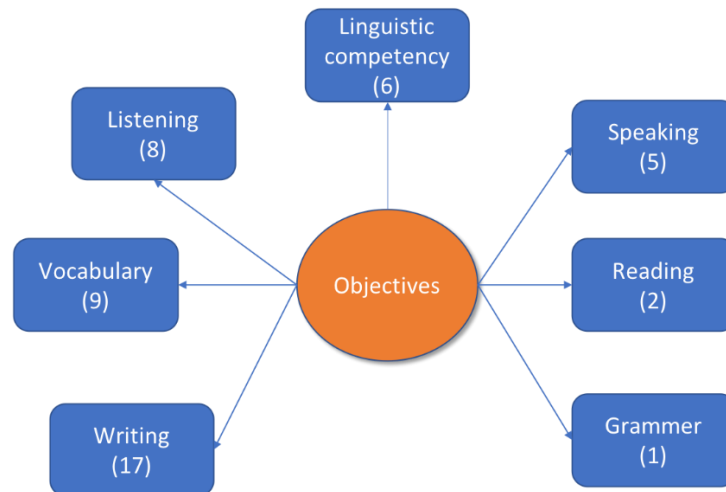 Linguistic
competency
(6)
Listening
(8)
Speaking
(5)
Vocabulary
(9)
Objectives
Reading
(2)
Writing
(17)
Grammer
(1)